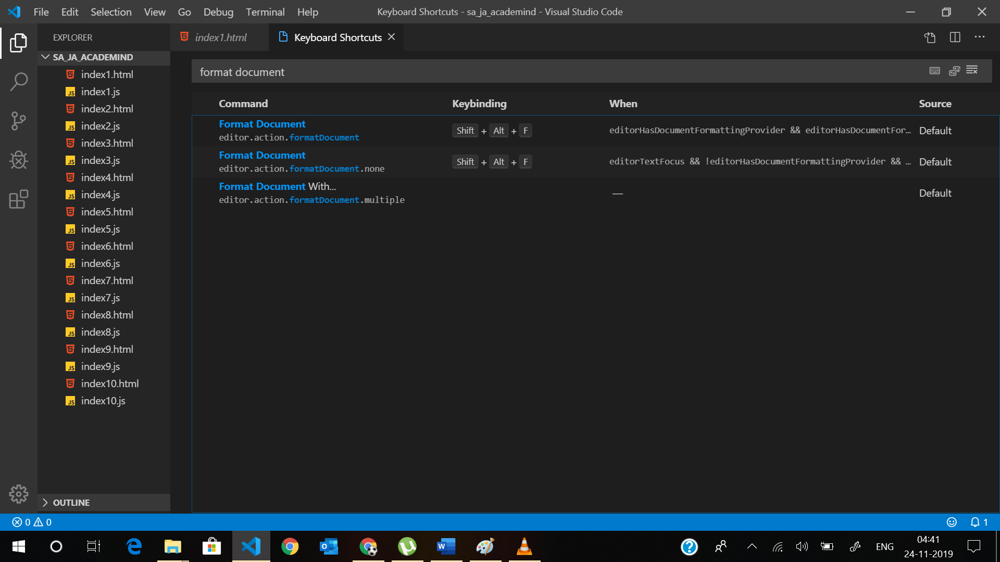 File Edit Selection View Go Debug Terminal Help
Keyboard Shortcuts - sa_ja_academind - Visual Studio Code
EXPLORER
SA_JA_ACADEMIND
index1.html
index1.js
index2.html
index2.js
index3.html
index3.js
index4.html
index4.js
index5.html
index5.js
index6.html
index6.js
index7.html
index7.js
index8.html
index8.js
index9.html
index9.js
index10.html
index10.js
OUTLINE
index1.html
Keyboard Shortcuts
format document
Command Keybinding When Source
Format Document
editor.action.formatDocument
Shift + Alt + F
editorHasDocumentFormattingProvider && editorHasDocumentFor...
Default
Format Document
editor.action.formatDocument.none
Shift + Alt + F
editorTextFocus && !editorHasDocumentFormattingProvider && ...
Default
Format Document With...
editor.action.formatDocument.multiple
—
Default
0 0
1
ENG
04:41
24-11-2019